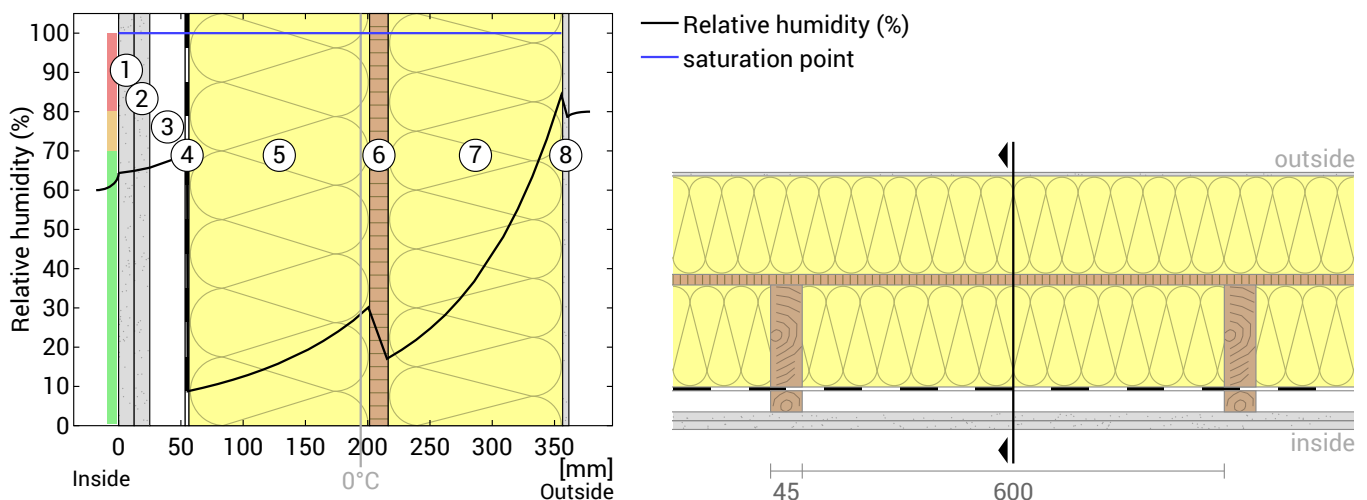 Relative humidity (%)
saturation point
Relative humidity (%)
100
90
80
70
60
50
40
30
20
10
0
1
2
3
4
5
6
7
8
0 50 100 150 200 250 300 350
[mm]
Inside
0°C
Outside
outside
inside
45
600